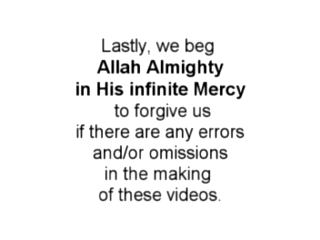 Lastly, we beg
Allah Almighty
in His infinite Mercy
to forgive us
if there are any errors
and/or omissions
in the making
of these videos.